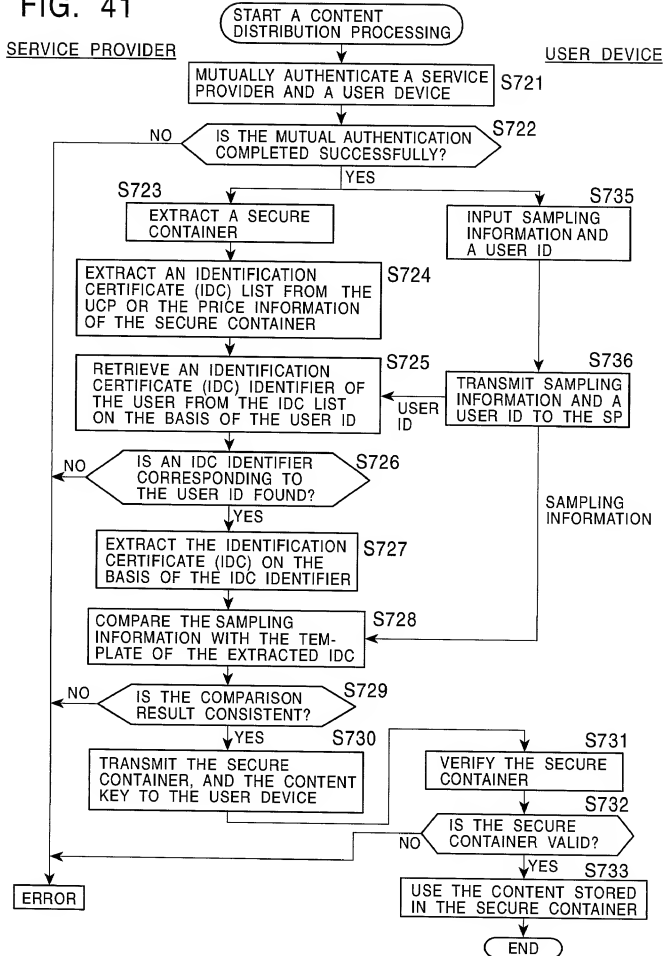 FIG. 41
START A CONTENT
DISTRIBUTION PROCESSING
SERVICE PROVIDER
USER DEVICE
MUTUALLY AUTHENTICATE A SERVICE
PROVIDER AND A USER DEVICE
S721
S722
NO
IS THE MUTUAL AUTHENTICATION
COMPLETED SUCCESSFULLY?
YES
S723
EXTRACT A SECURE
CONTAINER
S735
INPUT SAMPLING
INFORMATION AND
A USER ID
S724
EXTRACT AN IDENTIFICATION
CERTIFICATE (IDC) LIST FROM THE
UCP OR THE PRICE INFORMATION
OF THE SECURE CONTAINER
S725
RETRIEVE AN IDENTIFICATION
CERTIFICATE (IDC) IDENTIFIER OF
THE USER FROM THE IDC LIST
ON THE BASIS OF THE USER ID
S736
TRANSMIT SAMPLING
INFORMATION AND A
USER ID TO THE SP
USER
ID
S726
NO
IS AN IDC IDENTIFIER
CORRESPONDING TO
THE USER ID FOUND?
YES
SAMPLING
INFORMATION
S727
EXTRACT THE IDENTIFICATION
CERTIFICATE (IDC) ON THE
BASIS OF THE IDC IDENTIFIER
S728
COMPARE THE SAMPLING
INFORMATION WITH THE TEM-
PLATE OF THE EXTRACTED IDC
S729
NO
IS THE COMPARISON
RESULT CONSISTENT?
YES
S730
TRANSMIT THE SECURE
CONTAINER, AND THE CONTENT
KEY TO THE USER DEVICE
S731
VERIFY THE SECURE
CONTAINER
S732
IS THE SECURE
CONTAINER VALID?
NO
YES
S733
USE THE CONTENT STORED
IN THE SECURE CONTAINER
ERROR
END